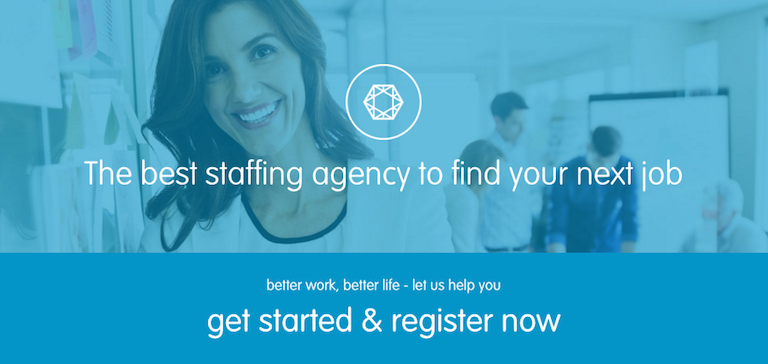 The best staffing agency to find your next job
better work, better life - let us help you
get started & register now